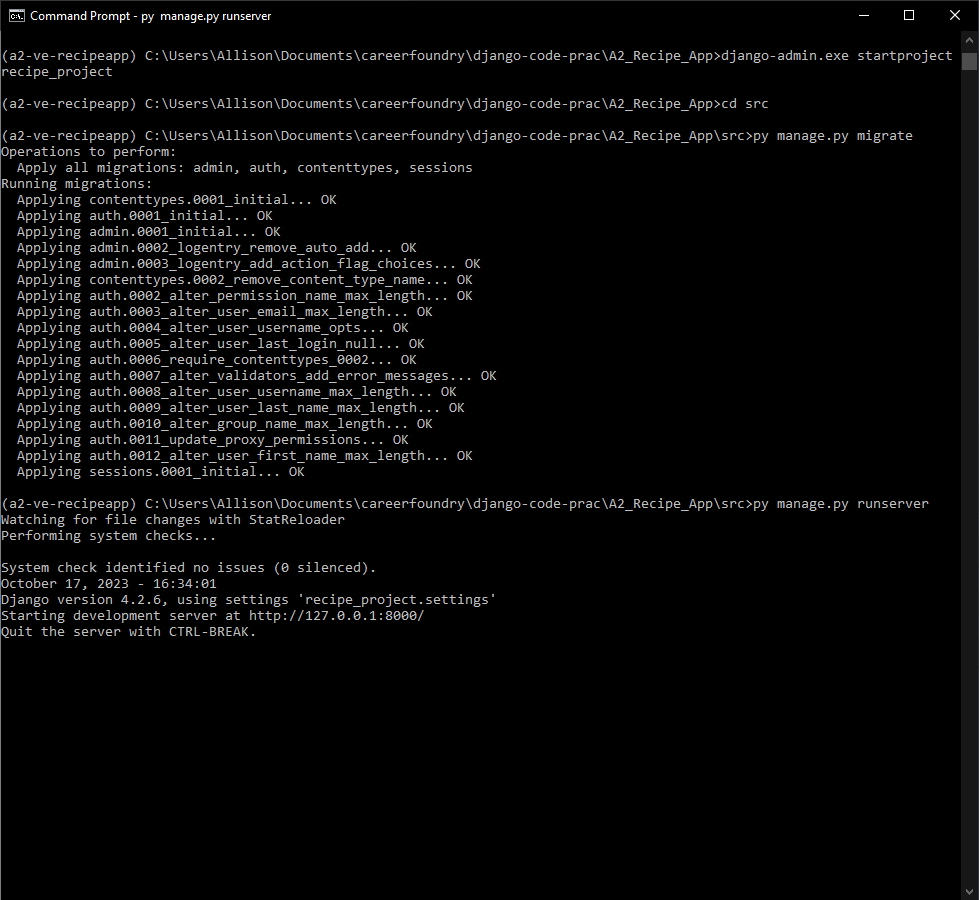 Command Prompt - py  manage.py runserver
(a2-ve-recipeapp) C:\Users\Allison\Documents\careerfoundry\django-code-prac\A2_Recipe_App>django-admin.exe startproject
recipe_project
(a2-ve-recipeapp) C:\Users\Allison\Documents\careerfoundry\django-code-prac\A2_Recipe_App>cd src
(a2-ve-recipeapp) C:\Users\Allison\Documents\careerfoundry\django-code-prac\A2_Recipe_App\src>py manage.py migrate
Operations to perform:
  Apply all migrations: admin, auth, contenttypes, sessions
Running migrations:
  Applying contenttypes.0001_initial... OK
  Applying auth.0001_initial... OK
  Applying admin.0001_initial... OK
  Applying admin.0002_logentry_remove_auto_add... OK
  Applying admin.0003_logentry_add_action_flag_choices... OK
  Applying contenttypes.0002_remove_content_type_name... OK
  Applying auth.0002_alter_permission_name_max_length... OK
  Applying auth.0003_alter_user_email_max_length... OK
  Applying auth.0004_alter_user_username_opts... OK
  Applying auth.0005_alter_user_last_login_null... OK
  Applying auth.0006_require_contenttypes_0002... OK
  Applying auth.0007_alter_validators_add_error_messages... OK
  Applying auth.0008_alter_user_username_max_length... OK
  Applying auth.0009_alter_user_last_name_max_length... OK
  Applying auth.0010_alter_group_name_max_length... OK
  Applying auth.0011_update_proxy_permissions... OK
  Applying auth.0012_alter_user_first_name_max_length... OK
  Applying sessions.0001_initial... OK
(a2-ve-recipeapp) C:\Users\Allison\Documents\careerfoundry\django-code-prac\A2_Recipe_App\src>py manage.py runserver
Watching for file changes with StatReloader
Performing system checks...
System check identified no issues (0 silenced).
October 17, 2023 - 16:34:01
Django version 4.2.6, using settings 'recipe_project.settings'
Starting development server at http://127.0.0.1:8000/
Quit the server with CTRL-BREAK.